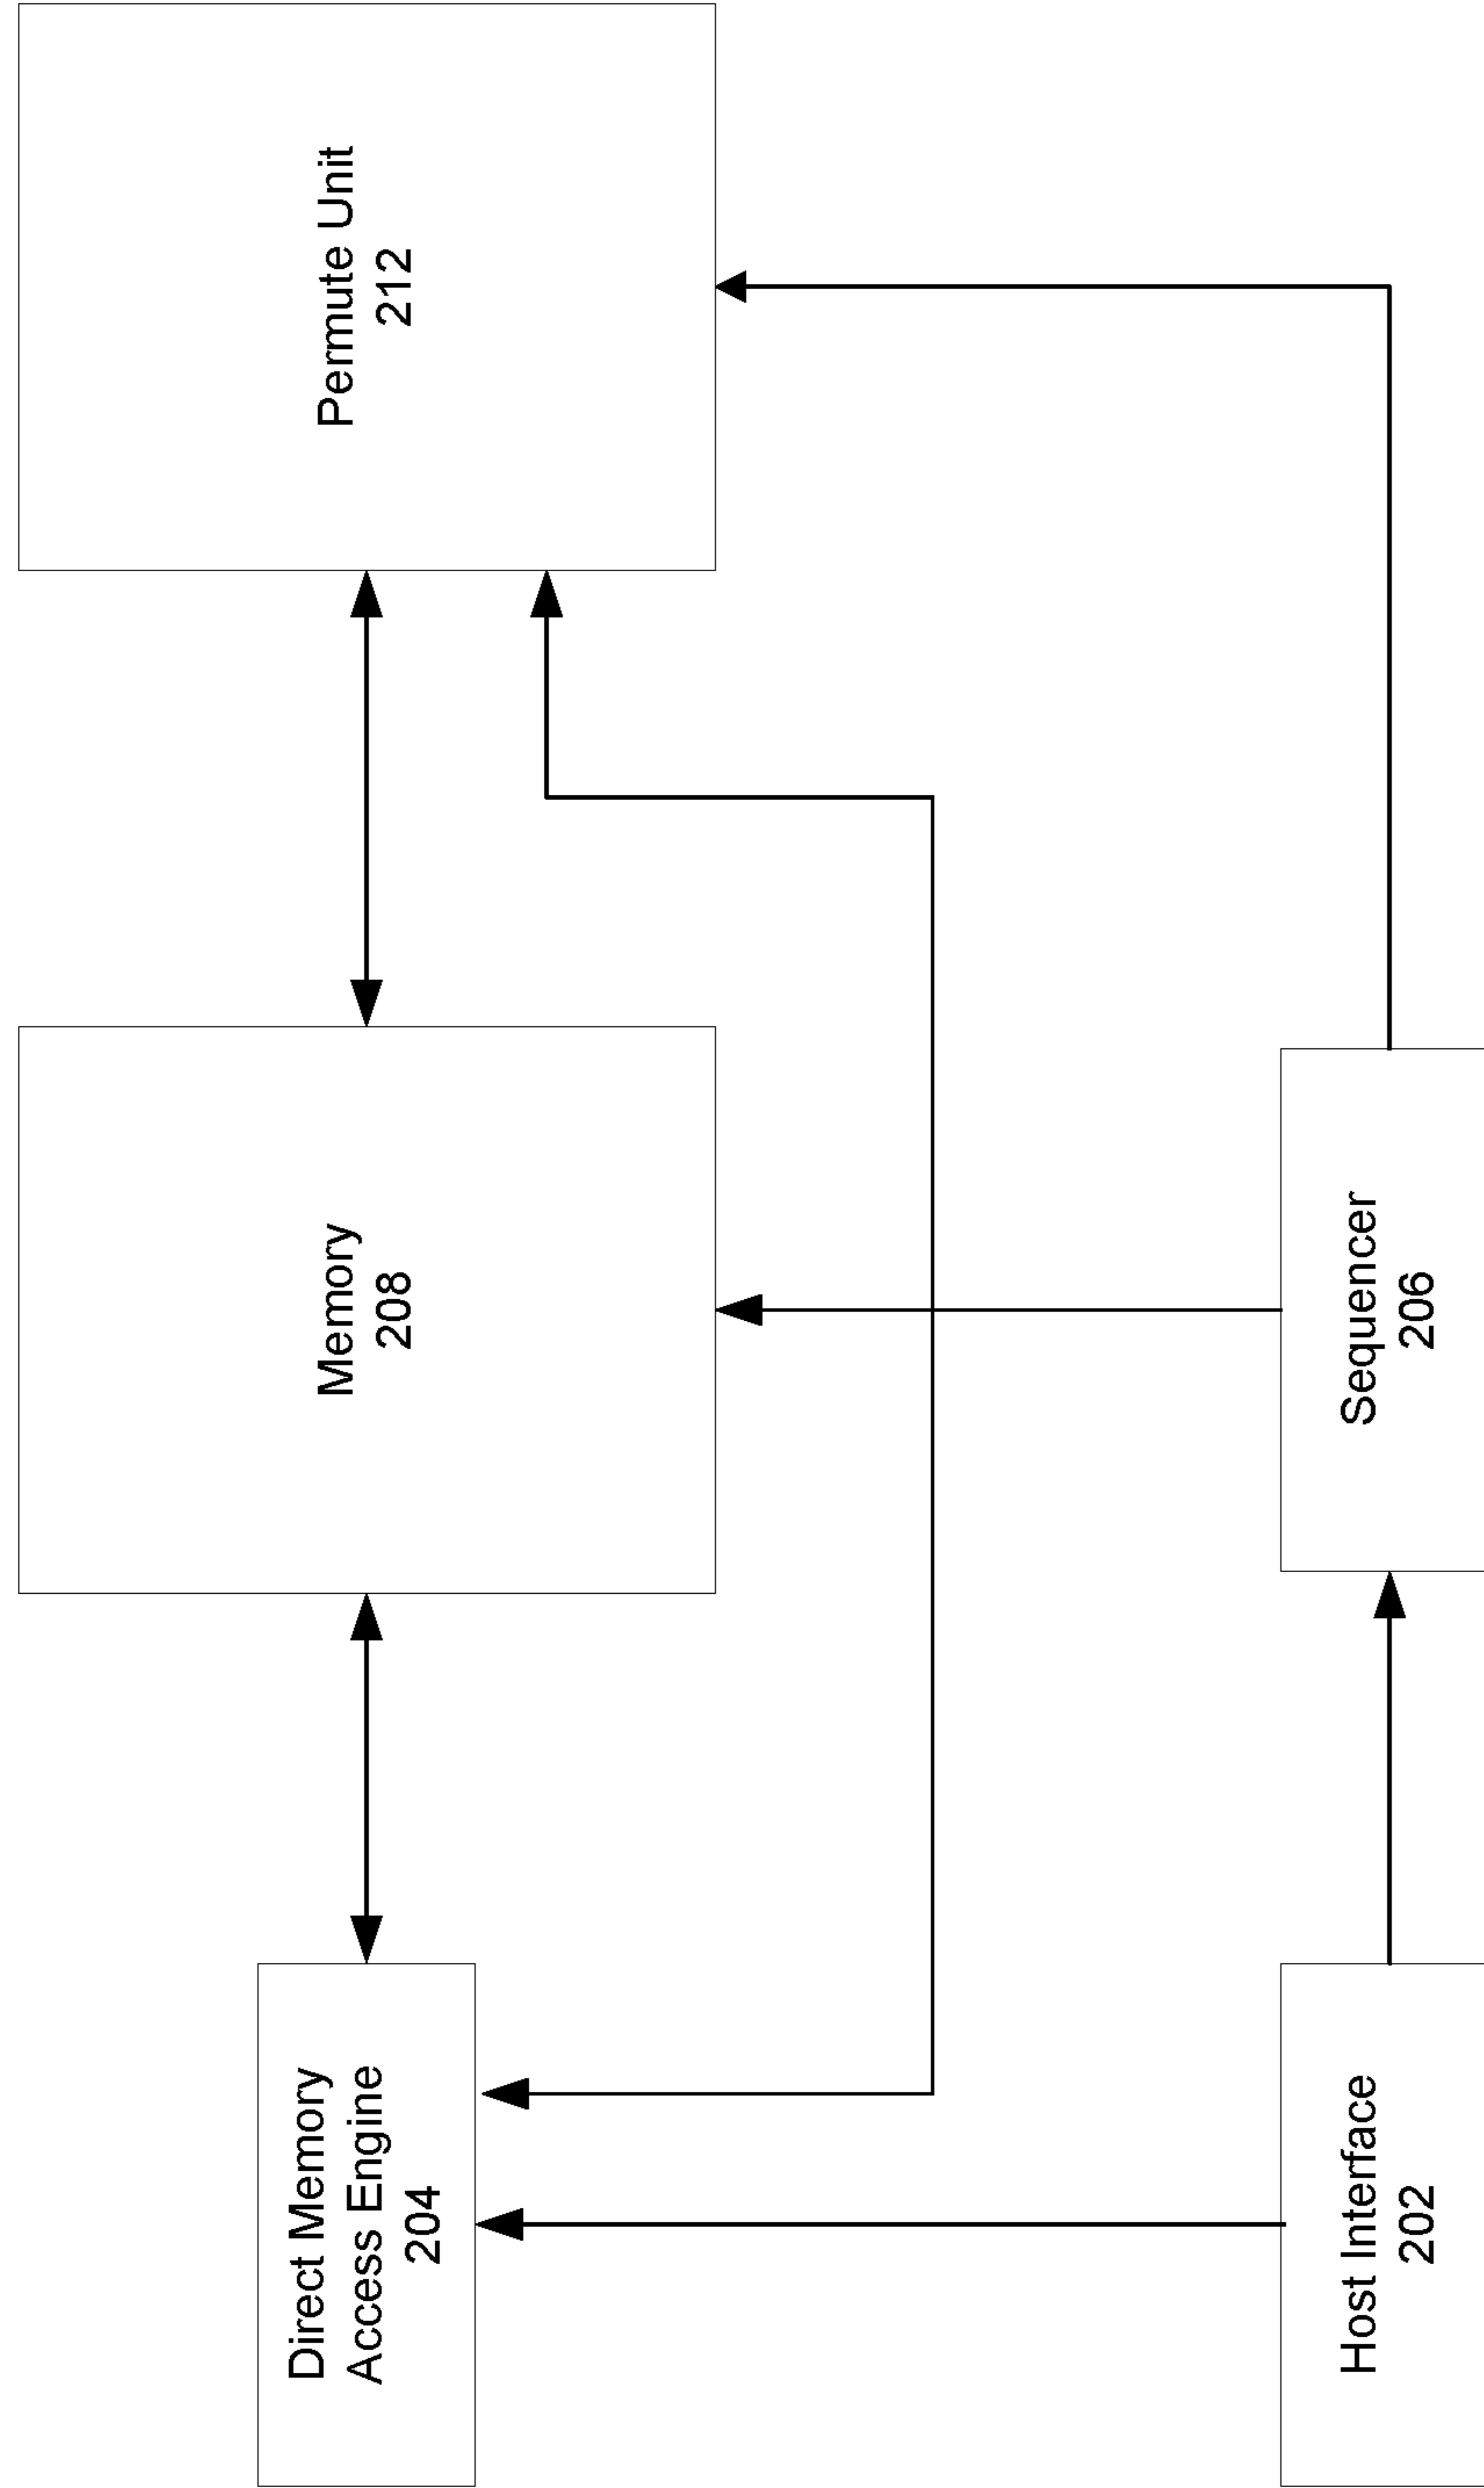 Direct Memory
Access Engine
204
Memory
208
Permute Unit
212
Host Interface
202
Sequencer
206